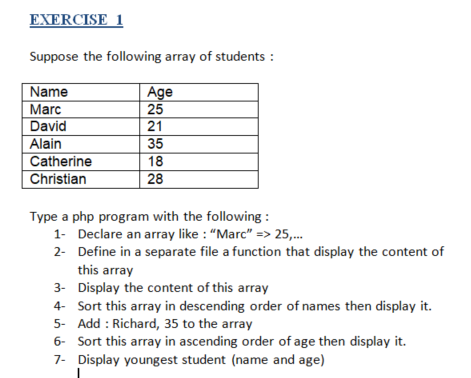 EXERCISE 1
Suppose the following array of students :
Name Age
Marc 25
David 21
Alain 35
Catherine 18
Christian 28
Type a php program with the following :
1- Declare an array like : “Marc” => 25,...
2- Define in a separate file a function that display the content of
this array
3- Display the content of this array
4- Sort this array in descending order of names then display it.
5- Add : Richard, 35 to the array
6- Sort this array in ascending order of age then display it.
7- Display youngest student (name and age)